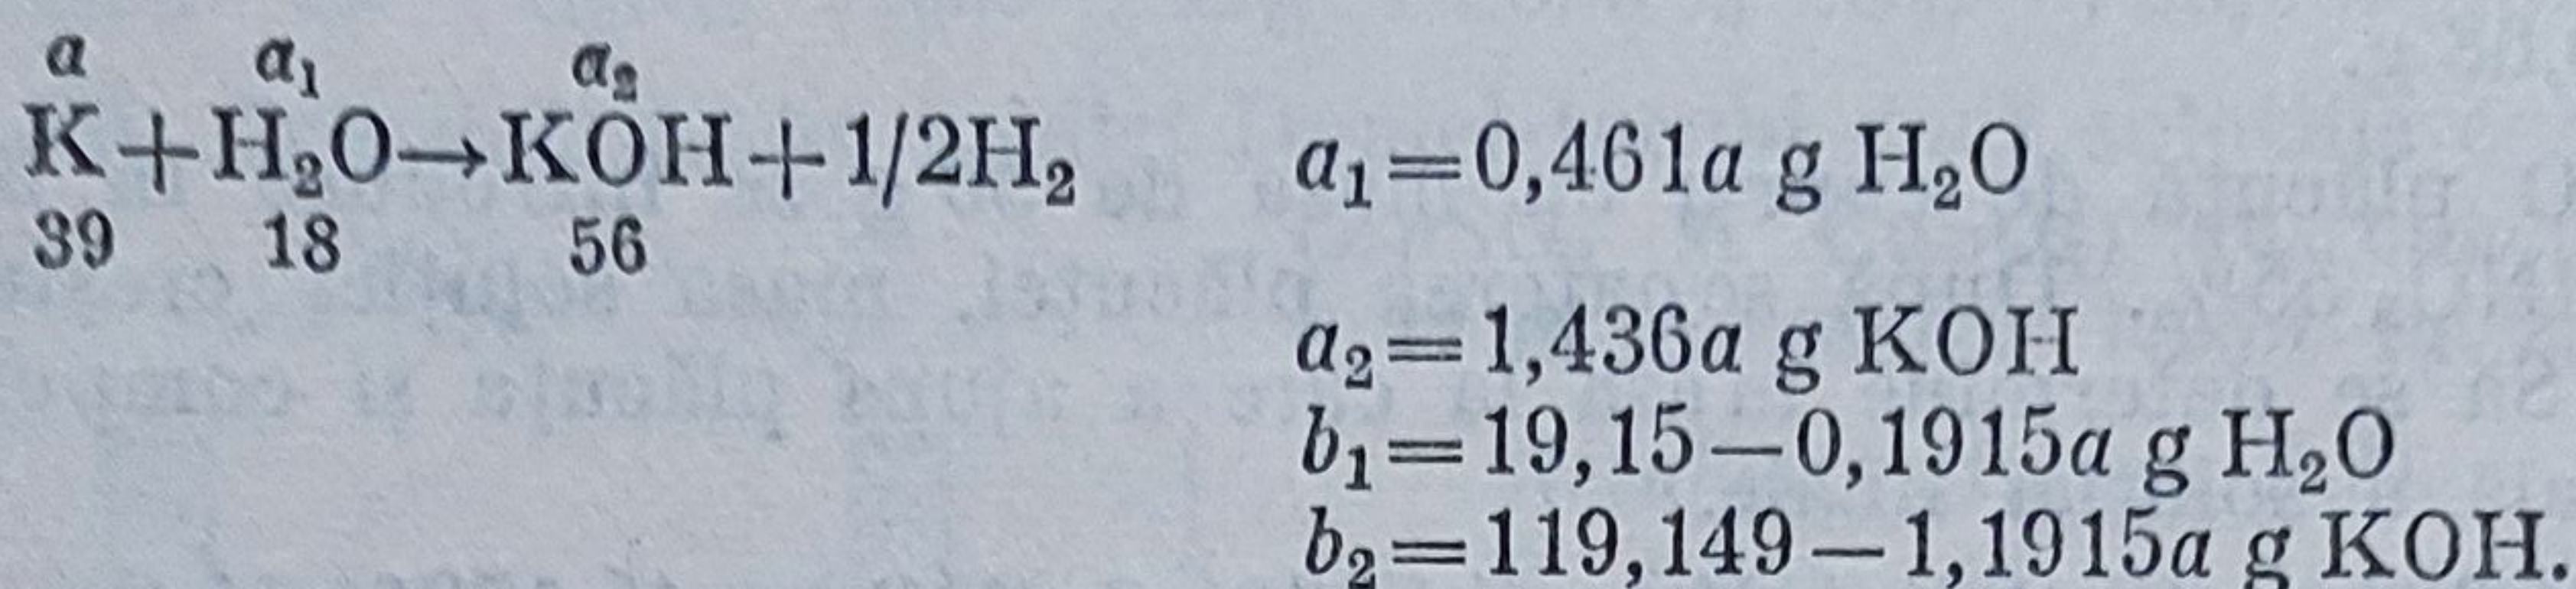 a a₁ a₂
K+H₂O→KOH+1/2H₂ a₁=0,461a g H₂O
39 18 56
a₂=1,436a g KOH
b₁=19,15−0,1915a g H₂O
b₂=119,149−1,1915a g KOH.